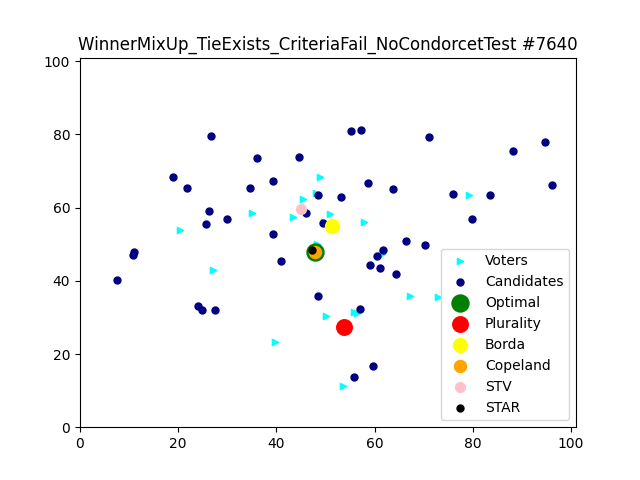 WinnerMixUp_TieExists_CriteriaFail_NoCondorcetTest #7640
100
80
60
40
20
0
0 20 40 60 80 100
Voters
Candidates
Optimal
Plurality
Borda
Copeland
STV
STAR